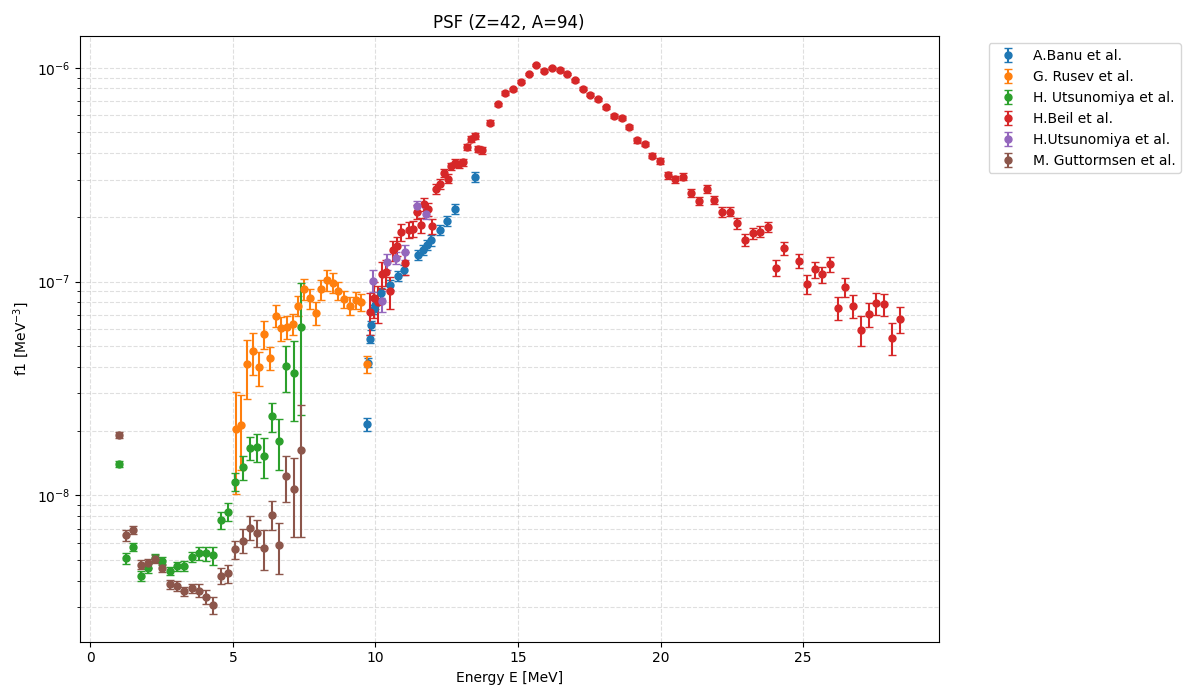 PSF (Z=42, A=94)
f1 [MeV⁻³]
10⁻⁶
10⁻⁷
10⁻⁸
0 5 10 15 20 25
Energy E [MeV]
A.Banu et al.
G. Rusev et al.
H. Utsunomiya et al.
H.Beil et al.
H.Utsunomiya et al.
M. Guttormsen et al.